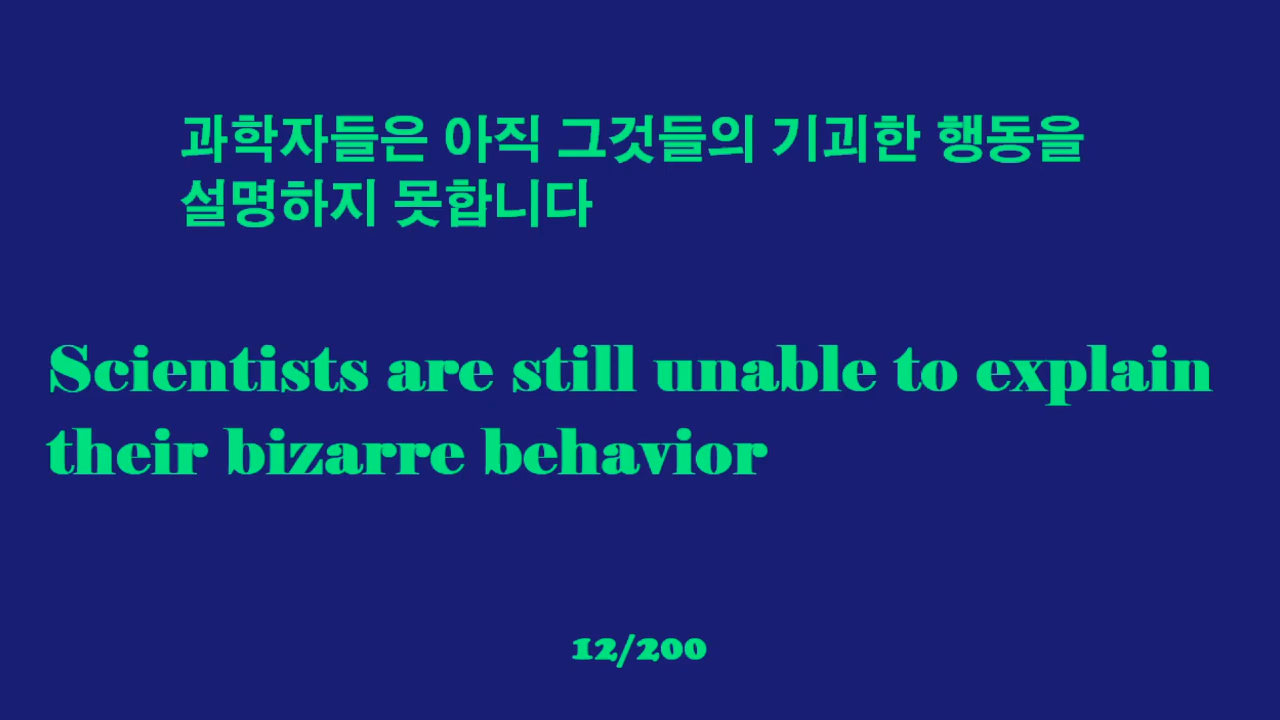 과학자들은 아직 그것들의 기괴한 행동을
설명하지 못합니다
Scientists are still unable to explain
their bizarre behavior
12/200